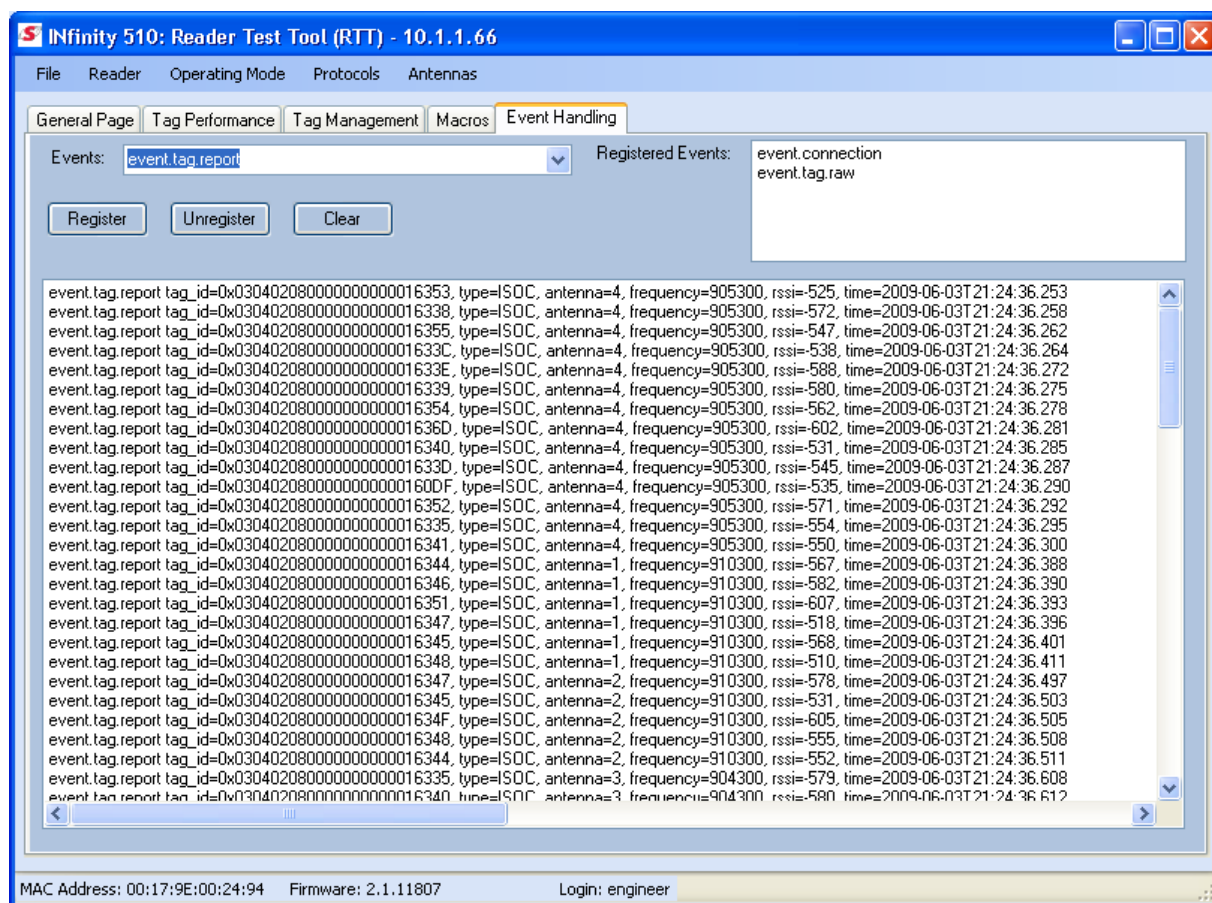 INfinity 510: Reader Test Tool (RTT) - 10.1.1.66
File Reader Operating Mode Protocols Antennas
General Page Tag Performance Tag Management Macros Event Handling
Events: event.tag.report Registered Events: event.connection
event.tag.raw
Register Unregister Clear
event.tag.report tag_id=0x030402080000000000016353, type=ISOC, antenna=4, frequency=905300, rssi=-525, time=2009-06-03T21:24:36.253
event.tag.report tag_id=0x030402080000000000016338, type=ISOC, antenna=4, frequency=905300, rssi=-572, time=2009-06-03T21:24:36.258
event.tag.report tag_id=0x030402080000000000016355, type=ISOC, antenna=4, frequency=905300, rssi=-547, time=2009-06-03T21:24:36.262
event.tag.report tag_id=0x03040208000000000001633C, type=ISOC, antenna=4, frequency=905300, rssi=-538, time=2009-06-03T21:24:36.264
event.tag.report tag_id=0x03040208000000000001633E, type=ISOC, antenna=4, frequency=905300, rssi=-588, time=2009-06-03T21:24:36.272
event.tag.report tag_id=0x030402080000000000016339, type=ISOC, antenna=4, frequency=905300, rssi=-580, time=2009-06-03T21:24:36.275
event.tag.report tag_id=0x030402080000000000016354, type=ISOC, antenna=4, frequency=905300, rssi=-562, time=2009-06-03T21:24:36.278
event.tag.report tag_id=0x03040208000000000001636D, type=ISOC, antenna=4, frequency=905300, rssi=-602, time=2009-06-03T21:24:36.281
event.tag.report tag_id=0x030402080000000000016340, type=ISOC, antenna=4, frequency=905300, rssi=-531, time=2009-06-03T21:24:36.285
event.tag.report tag_id=0x03040208000000000001633D, type=ISOC, antenna=4, frequency=905300, rssi=-545, time=2009-06-03T21:24:36.287
event.tag.report tag_id=0x0304020800000000000160DF, type=ISOC, antenna=4, frequency=905300, rssi=-535, time=2009-06-03T21:24:36.290
event.tag.report tag_id=0x030402080000000000016352, type=ISOC, antenna=4, frequency=905300, rssi=-571, time=2009-06-03T21:24:36.292
event.tag.report tag_id=0x030402080000000000016335, type=ISOC, antenna=4, frequency=905300, rssi=-554, time=2009-06-03T21:24:36.295
event.tag.report tag_id=0x030402080000000000016341, type=ISOC, antenna=4, frequency=905300, rssi=-550, time=2009-06-03T21:24:36.300
event.tag.report tag_id=0x030402080000000000016344, type=ISOC, antenna=1, frequency=910300, rssi=-567, time=2009-06-03T21:24:36.388
event.tag.report tag_id=0x030402080000000000016346, type=ISOC, antenna=1, frequency=910300, rssi=-582, time=2009-06-03T21:24:36.390
event.tag.report tag_id=0x030402080000000000016351, type=ISOC, antenna=1, frequency=910300, rssi=-607, time=2009-06-03T21:24:36.393
event.tag.report tag_id=0x030402080000000000016347, type=ISOC, antenna=1, frequency=910300, rssi=-518, time=2009-06-03T21:24:36.396
event.tag.report tag_id=0x030402080000000000016345, type=ISOC, antenna=1, frequency=910300, rssi=-568, time=2009-06-03T21:24:36.401
event.tag.report tag_id=0x030402080000000000016348, type=ISOC, antenna=1, frequency=910300, rssi=-510, time=2009-06-03T21:24:36.411
event.tag.report tag_id=0x030402080000000000016347, type=ISOC, antenna=2, frequency=910300, rssi=-578, time=2009-06-03T21:24:36.497
event.tag.report tag_id=0x030402080000000000016345, type=ISOC, antenna=2, frequency=910300, rssi=-531, time=2009-06-03T21:24:36.503
event.tag.report tag_id=0x03040208000000000001634F, type=ISOC, antenna=2, frequency=910300, rssi=-605, time=2009-06-03T21:24:36.505
event.tag.report tag_id=0x030402080000000000016348, type=ISOC, antenna=2, frequency=910300, rssi=-555, time=2009-06-03T21:24:36.508
event.tag.report tag_id=0x030402080000000000016344, type=ISOC, antenna=2, frequency=910300, rssi=-552, time=2009-06-03T21:24:36.511
event.tag.report tag_id=0x030402080000000000016335, type=ISOC, antenna=3, frequency=904300, rssi=-579, time=2009-06-03T21:24:36.608
event.tag.report tag_id=0x030402080000000000016340, type=ISOC, antenna=3, frequency=904300, rssi=-580, time=2009-06-03T21:24:36.612
MAC Address: 00:17:9E:00:24:94 Firmware: 2.1.11807 Login: engineer